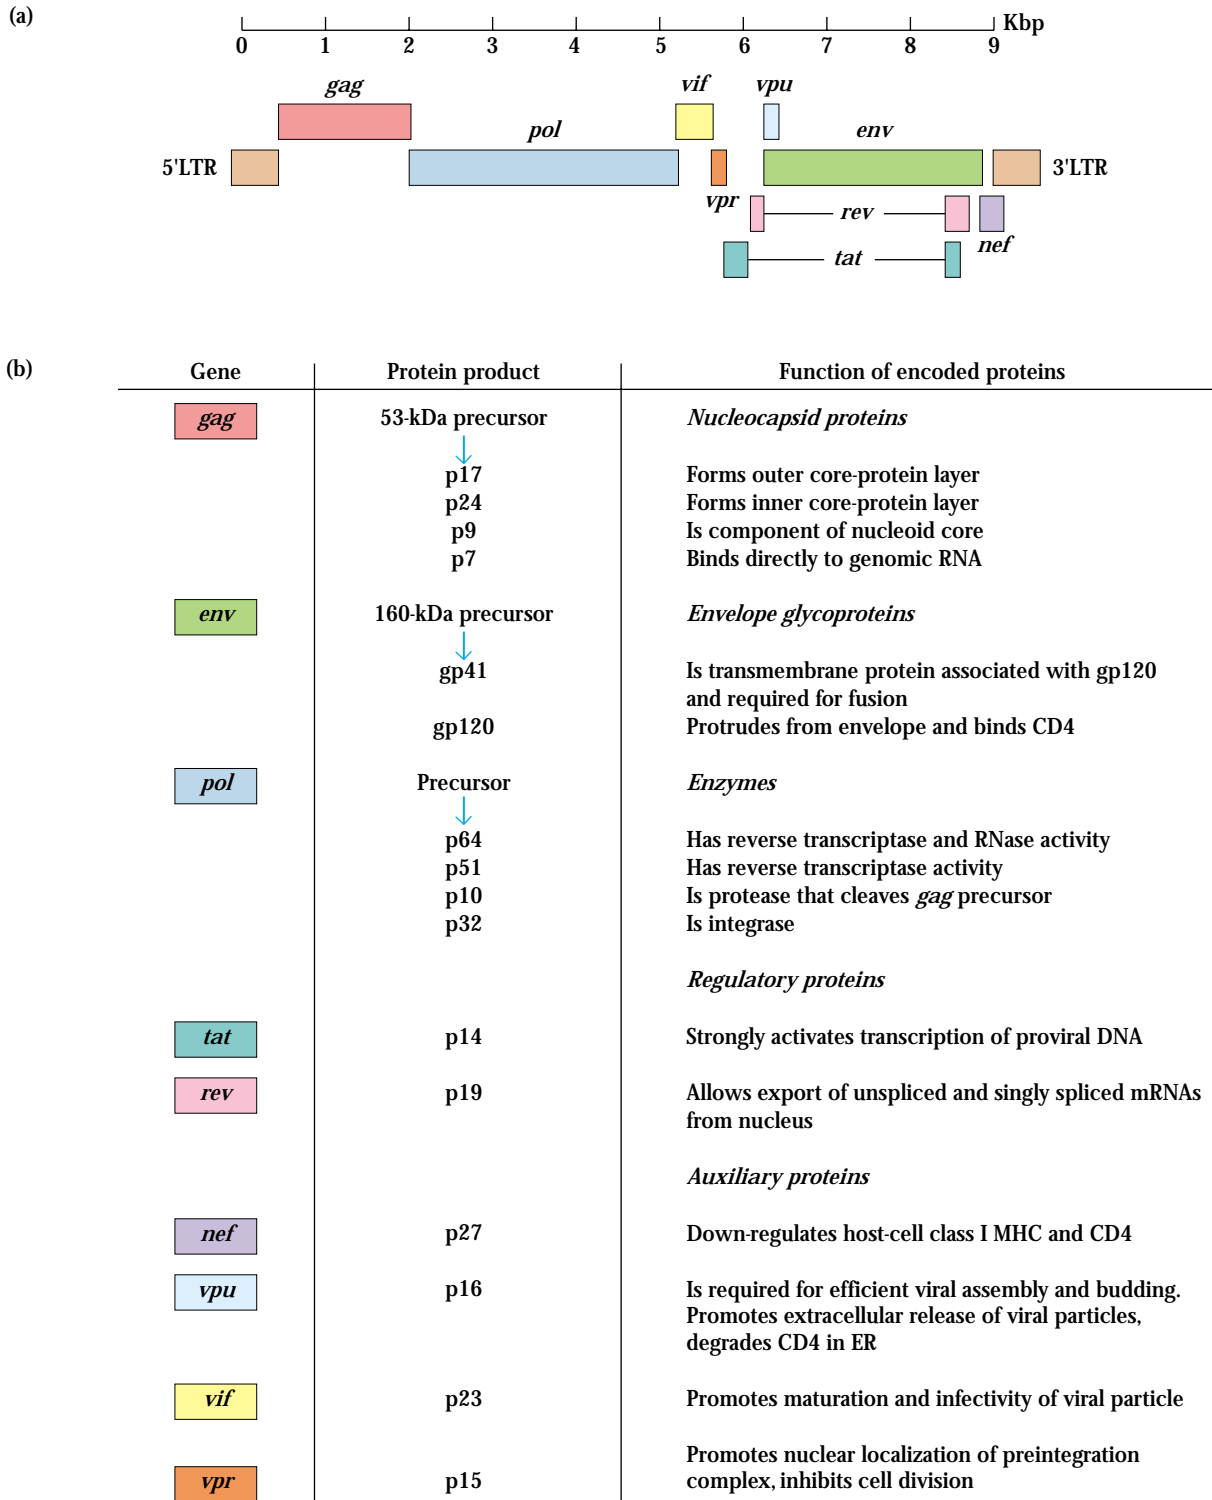 (a)
Kbp
0 1 2 3 4 5 6 7 8 9
gag
vif
vpu
pol
env
5'LTR
3'LTR
vpr
rev
nef
tat
(b)
Gene Protein product Function of encoded proteins
gag 53-kDa precursor Nucleocapsid proteins
p17 Forms outer core-protein layer
p24 Forms inner core-protein layer
p9 Is component of nucleoid core
p7 Binds directly to genomic RNA
env 160-kDa precursor Envelope glycoproteins
gp41 Is transmembrane protein associated with gp120
and required for fusion
gp120 Protrudes from envelope and binds CD4
pol Precursor Enzymes
p64 Has reverse transcriptase and RNase activity
p51 Has reverse transcriptase activity
p10 Is protease that cleaves gag precursor
p32 Is integrase
Regulatory proteins
tat p14 Strongly activates transcription of proviral DNA
rev p19 Allows export of unspliced and singly spliced mRNAs
from nucleus
Auxiliary proteins
nef p27 Down-regulates host-cell class I MHC and CD4
vpu p16 Is required for efficient viral assembly and budding.
Promotes extracellular release of viral particles,
degrades CD4 in ER
vif p23 Promotes maturation and infectivity of viral particle
Promotes nuclear localization of preintegration
vpr p15 complex, inhibits cell division